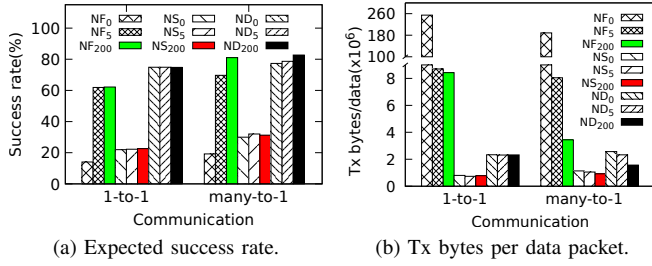 Success rate(%)
100
80
60
40
20
0
NF0 NS0 ND0
NF5 NS5 ND5
NF200 NS200 ND200
1-to-1 many-to-1
Communication
(a) Expected success rate.
Tx bytes/data(x10^6)
260
180
100
8
6
4
2
0
NF0
NF5
NF200
NS0
NS5
NS200
ND0
ND5
ND200
1-to-1 many-to-1
Communication
(b) Tx bytes per data packet.